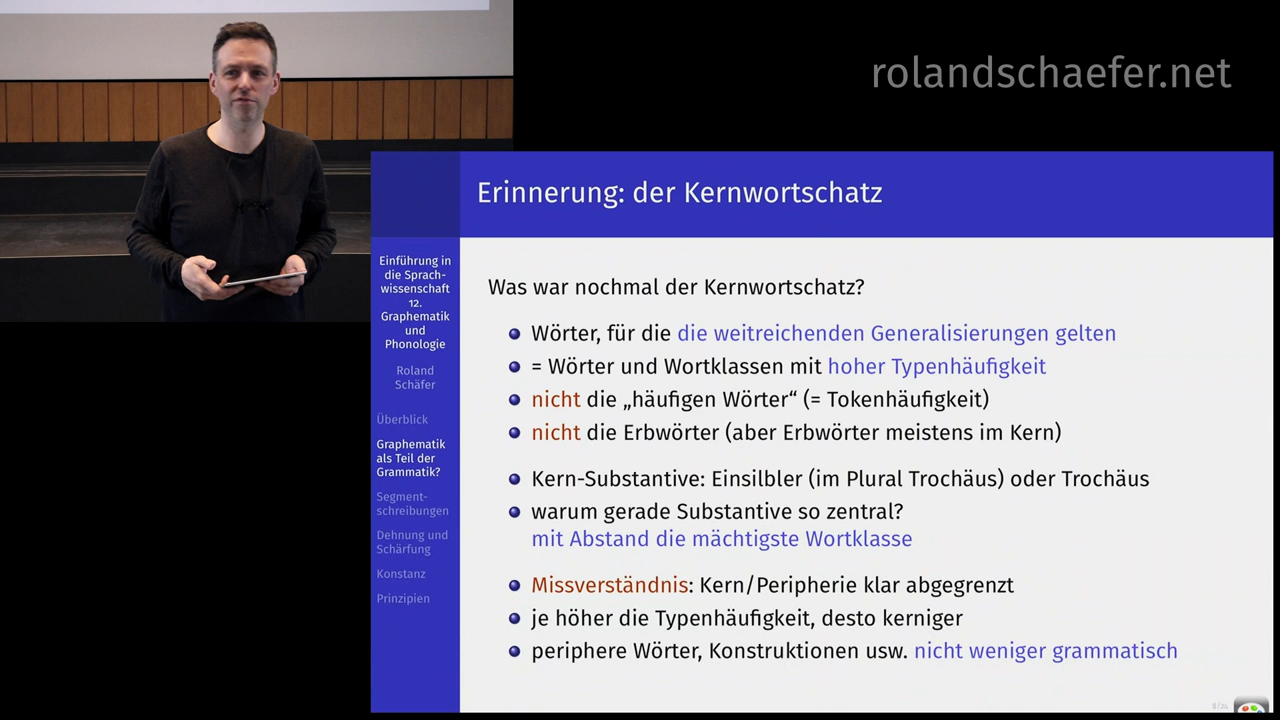 rolandschaefer.net
Erinnerung: der Kernwortschatz
Einführung in
die Sprach-
wissenschaft
12.
Graphematik
und
Phonologie
Roland
Schäfer
Überblick
Graphematik
als Teil der
Grammatik?
Segment-
schreibungen
Dehnung und
Schärfung
Konstanz
Prinzipien
Was war nochmal der Kernwortschatz?
Wörter, für die die weitreichenden Generalisierungen gelten
= Wörter und Wortklassen mit hoher Typenhäufigkeit
nicht die „häufigen Wörter“ (= Tokenhäufigkeit)
nicht die Erbwörter (aber Erbwörter meistens im Kern)
Kern-Substantive: Einsilbler (im Plural Trochäus) oder Trochäus
warum gerade Substantive so zentral?
mit Abstand die mächtigste Wortklasse
Missverständnis: Kern/Peripherie klar abgegrenzt
je höher die Typenhäufigkeit, desto kerniger
periphere Wörter, Konstruktionen usw. nicht weniger grammatisch